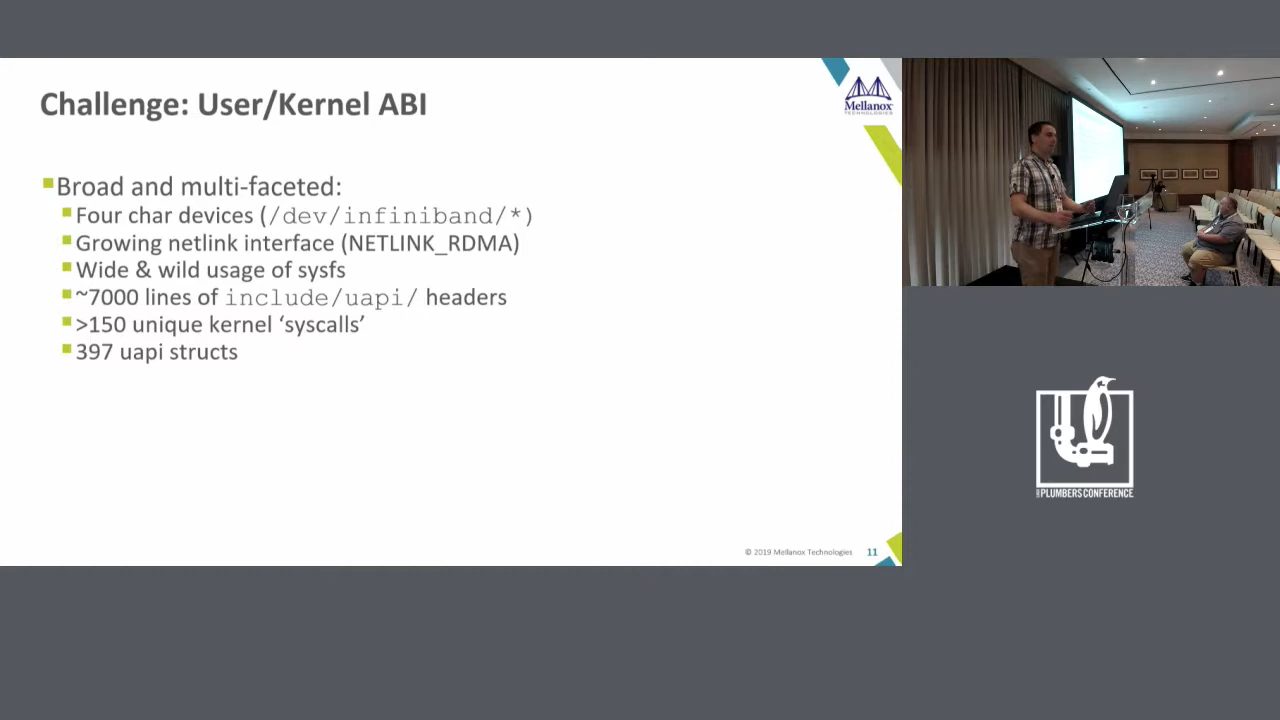 Challenge: User/Kernel ABI
Mellanox
TECHNOLOGIES
Broad and multi-faceted:
Four char devices (/dev/infiniband/*)
Growing netlink interface (NETLINK_RDMA)
Wide & wild usage of sysfs
~7000 lines of include/uapi/ headers
>150 unique kernel ‘syscalls’
397 uapi structs
© 2019 Mellanox Technologies 11
PLUMBERS CONFERENCE